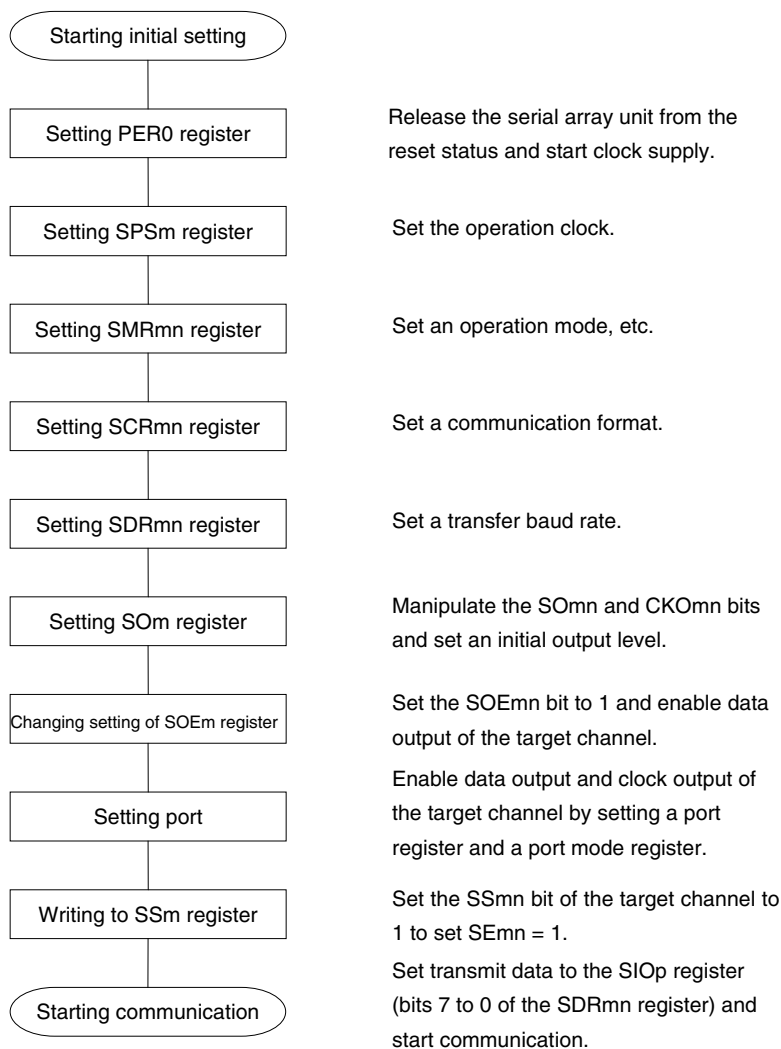 Starting initial setting
Setting PER0 register
Release the serial array unit from the
reset status and start clock supply.
Setting SPSm register
Set the operation clock.
Setting SMRmn register
Set an operation mode, etc.
Setting SCRmn register
Set a communication format.
Setting SDRmn register
Set a transfer baud rate.
Setting SOm register
Manipulate the SOmn and CKOmn bits
and set an initial output level.
Changing setting of SOEm register
Set the SOEmn bit to 1 and enable data
output of the target channel.
Setting port
Enable data output and clock output of
the target channel by setting a port
register and a port mode register.
Writing to SSm register
Set the SSmn bit of the target channel to
1 to set SEmn = 1.
Starting communication
Set transmit data to the SIOp register
(bits 7 to 0 of the SDRmn register) and
start communication.